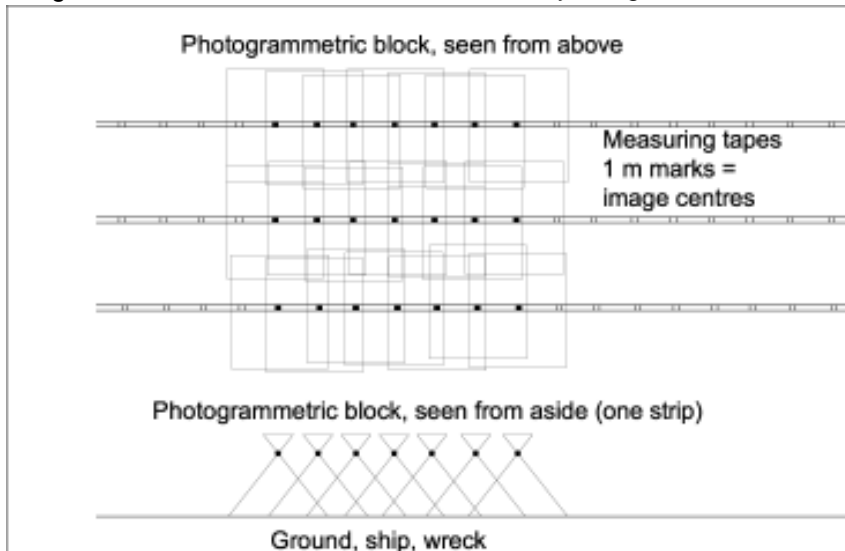 Photogrammetric block, seen from above
Measuring tapes
1 m marks =
image centres
Photogrammetric block, seen from aside (one strip)
Ground, ship, wreck